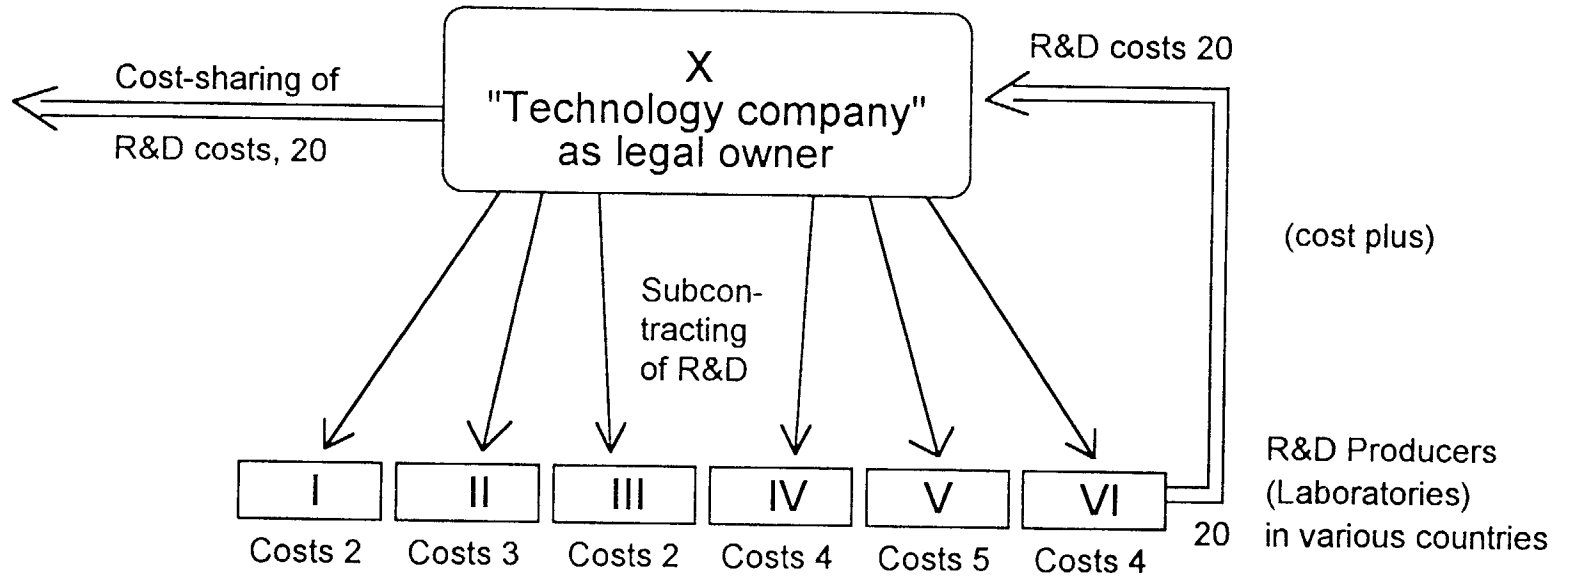 R&D costs 20
Cost-sharing of
R&D costs, 20
X
"Technology company"
as legal owner
(cost plus)
Subcon-
tracting
of R&D
I
II
III
IV
V
VI
Costs 2
Costs 3
Costs 2
Costs 4
Costs 5
Costs 4
20
R&D Producers
(Laboratories)
in various countries